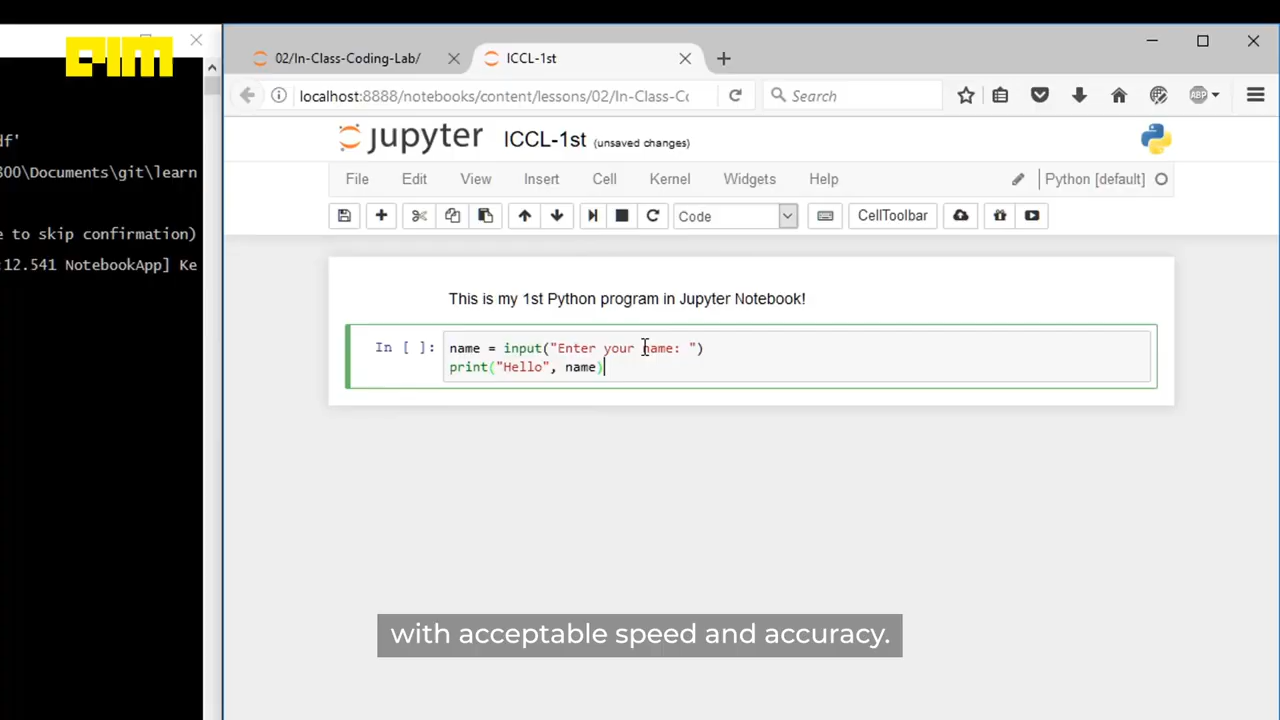 AIM
df'
300\Documents\git\learn
e to skip confirmation)
:12.541 NotebookApp] Ke
02/In-Class-Coding-Lab/
ICCL-1st
localhost:8888/notebooks/content/lessons/02/In-Class-Cc
Search
ABP
jupyter ICCL-1st (unsaved changes)
File Edit View Insert Cell Kernel Widgets Help Python [default]
Code CellToolbar
This is my 1st Python program in Jupyter Notebook!
In [ ]: name = input("Enter your name: ")
print("Hello", name)
with acceptable speed and accuracy.